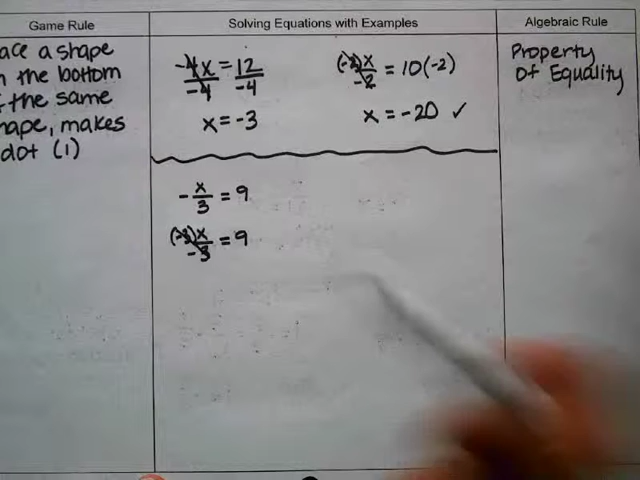 Game Rule
Solving Equations with Examples
Algebraic Rule
ace a shape
the bottom
the same
hape, makes
dot (1)
-4x = 12
-4 -4
x = -3
(-2)x = 10(-2)
-2
x = -20 ✓
-x/3 = 9
(-3)x = 9
-3
Property
Of Equality